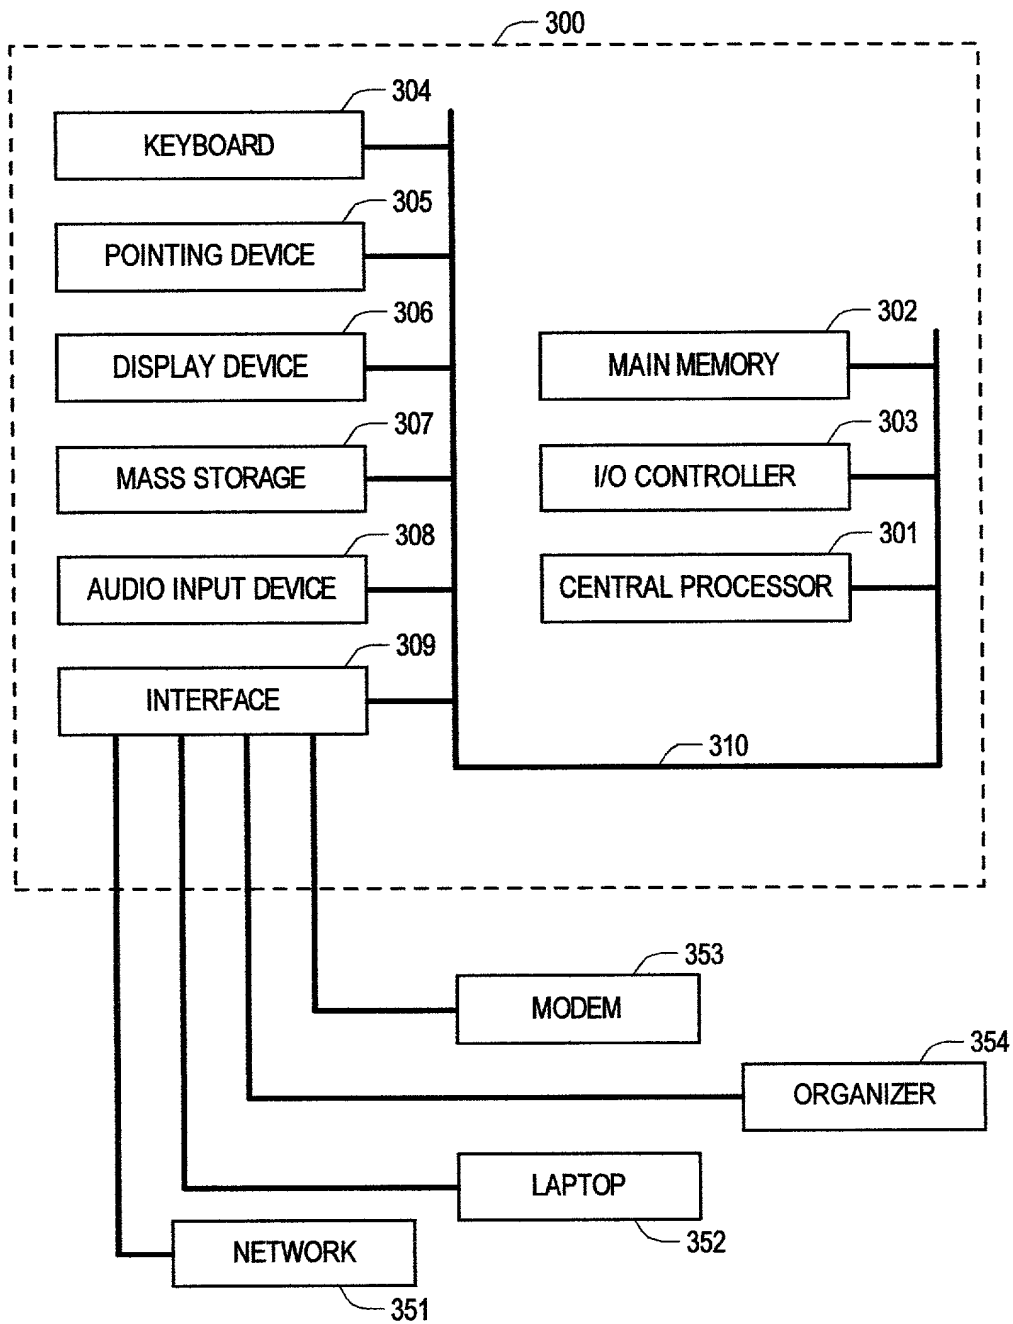 300
304
KEYBOARD
305
POINTING DEVICE
306
DISPLAY DEVICE
307
MASS STORAGE
308
AUDIO INPUT DEVICE
309
INTERFACE
302
MAIN MEMORY
303
I/O CONTROLLER
301
CENTRAL PROCESSOR
310
353
MODEM
354
ORGANIZER
LAPTOP
352
NETWORK
351